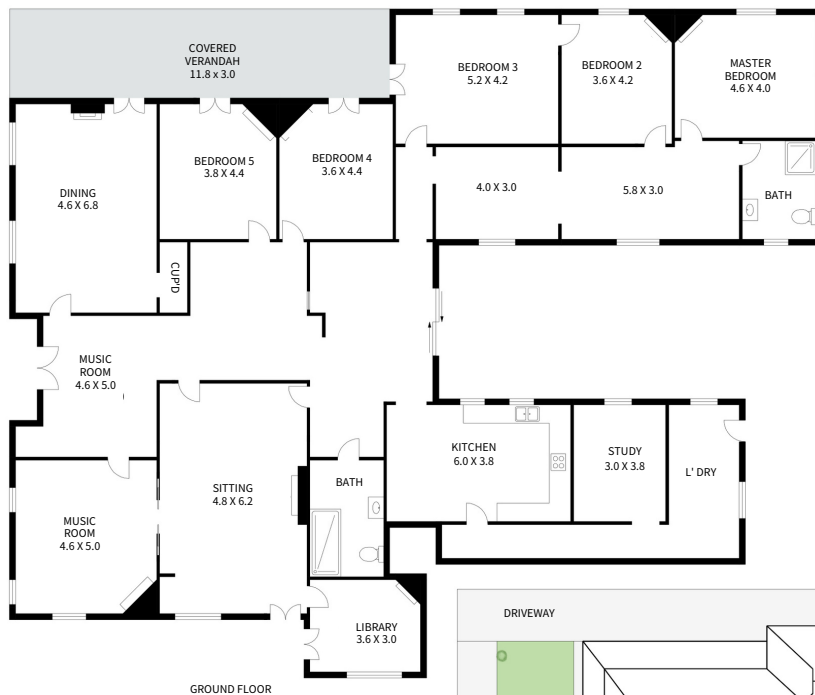 COVERED
VERANDAH
11.8 x 3.0
BEDROOM 3
5.2 X 4.2
BEDROOM 2
3.6 X 4.2
MASTER
BEDROOM
4.6 X 4.0
DINING
4.6 X 6.8
BEDROOM 5
3.8 X 4.4
BEDROOM 4
3.6 X 4.4
4.0 X 3.0
5.8 X 3.0
BATH
CUP'D
MUSIC
ROOM
4.6 X 5.0
SITTING
4.8 X 6.2
BATH
KITCHEN
6.0 X 3.8
STUDY
3.0 X 3.8
L' DRY
MUSIC
ROOM
4.6 X 5.0
LIBRARY
3.6 X 3.0
DRIVEWAY
GROUND FLOOR